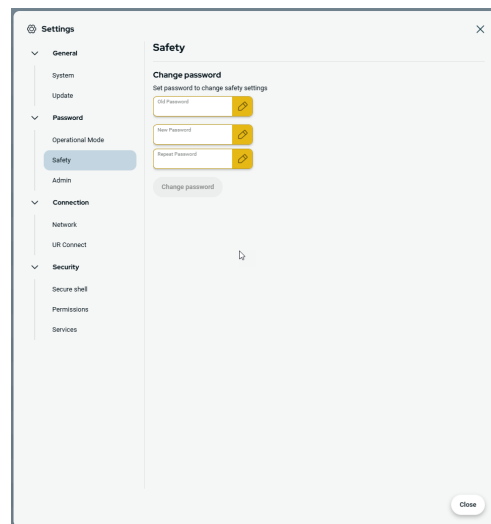 Settings
General
System
Update
Password
Operational Mode
Safety
Admin
Connection
Network
UR Connect
Security
Secure shell
Permissions
Services
Safety
Change password
Set password to change safety settings
Old Password
New Password
Repeat Password
Change password
Close